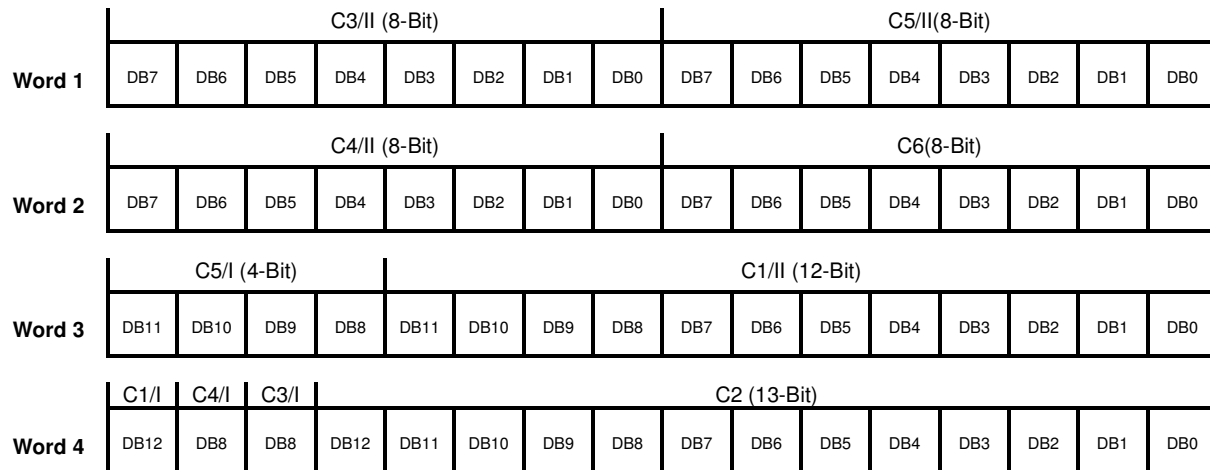 C3/II (8-Bit) C5/II(8-Bit)
Word 1 DB7 DB6 DB5 DB4 DB3 DB2 DB1 DB0 DB7 DB6 DB5 DB4 DB3 DB2 DB1 DB0
C4/II (8-Bit) C6(8-Bit)
Word 2 DB7 DB6 DB5 DB4 DB3 DB2 DB1 DB0 DB7 DB6 DB5 DB4 DB3 DB2 DB1 DB0
C5/I (4-Bit) C1/II (12-Bit)
Word 3 DB11 DB10 DB9 DB8 DB11 DB10 DB9 DB8 DB7 DB6 DB5 DB4 DB3 DB2 DB1 DB0
C1/I C4/I C3/I C2 (13-Bit)
Word 4 DB12 DB8 DB8 DB12 DB11 DB10 DB9 DB8 DB7 DB6 DB5 DB4 DB3 DB2 DB1 DB0